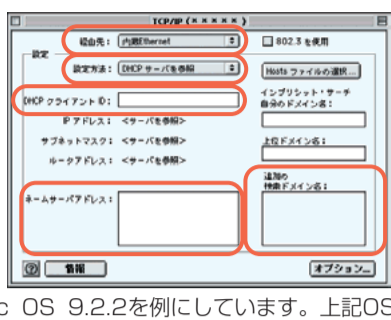 TCP/IP (×××××)
経由先： 内蔵Ethernet
802.3 を使用
設定
設定方法： DHCP サーバを参照
Hosts ファイルの選択...
DHCP クライアント ID：
インプリシット・サーチ
自分のドメイン名：
IP アドレス： <サーバを参照>
サブネットマスク： <サーバを参照>
上位ドメイン名：
ルータアドレス： <サーバを参照>
追加の
検索ドメイン名：
ネームサーバアドレス：
? 情報
オプション...
c OS 9.2.2を例にしています。上記OS